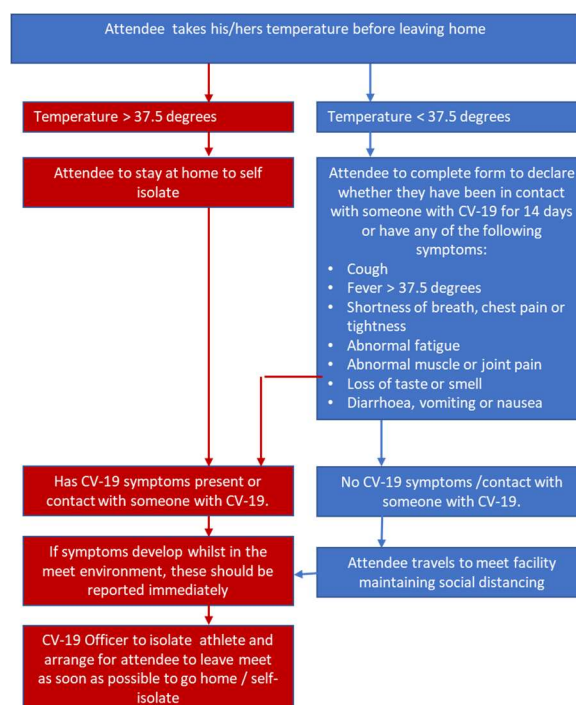 Attendee takes his/hers temperature before leaving home
Temperature > 37.5 degrees
Temperature < 37.5 degrees
Attendee to stay at home to self
isolate
Attendee to complete form to declare
whether they have been in contact
with someone with CV-19 for 14 days
or have any of the following
symptoms:
• Cough
• Fever > 37.5 degrees
• Shortness of breath, chest pain or
tightness
• Abnormal fatigue
• Abnormal muscle or joint pain
• Loss of taste or smell
• Diarrhoea, vomiting or nausea
Has CV-19 symptoms present or
contact with someone with CV-19.
No CV-19 symptoms /contact with
someone with CV-19.
If symptoms develop whilst in the
meet environment, these should be
reported immediately
Attendee travels to meet facility
maintaining social distancing
CV-19 Officer to isolate athlete and
arrange for attendee to leave meet
as soon as possible to go home / self-
isolate